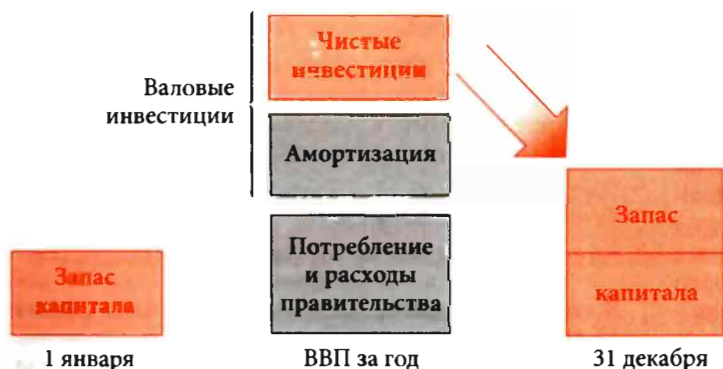 Чистые
инвестиции
Валовые
инвестиции
Амортизация
Запас
капитала
Потребление
и расходы
правительства
Запас
капитала
1 января
ВВП за год
31 декабря